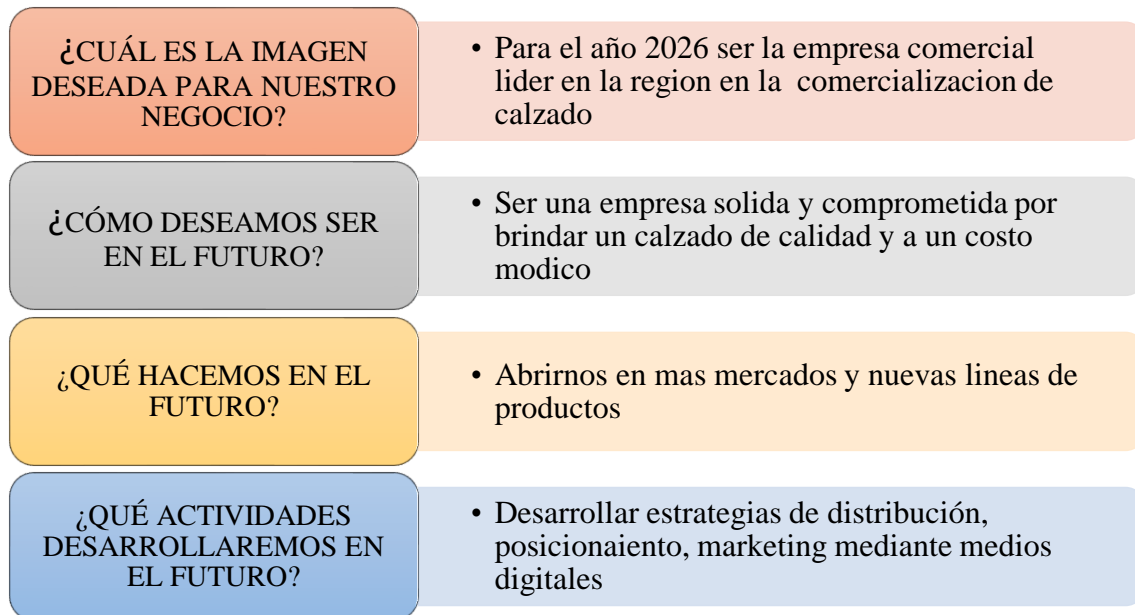 ¿CUÁL ES LA IMAGEN
DESEADA PARA NUESTRO
NEGOCIO?
• Para el año 2026 ser la empresa comercial
lider en la region en la comercializacion de
calzado
¿CÓMO DESEAMOS SER
EN EL FUTURO?
• Ser una empresa solida y comprometida por
brindar un calzado de calidad y a un costo
modico
¿QUÉ HACEMOS EN EL
FUTURO?
• Abrirnos en mas mercados y nuevas lineas de
productos
¿QUÉ ACTIVIDADES
DESARROLLAREMOS EN
EL FUTURO?
• Desarrollar estrategias de distribución,
posicionaiento, marketing mediante medios
digitales